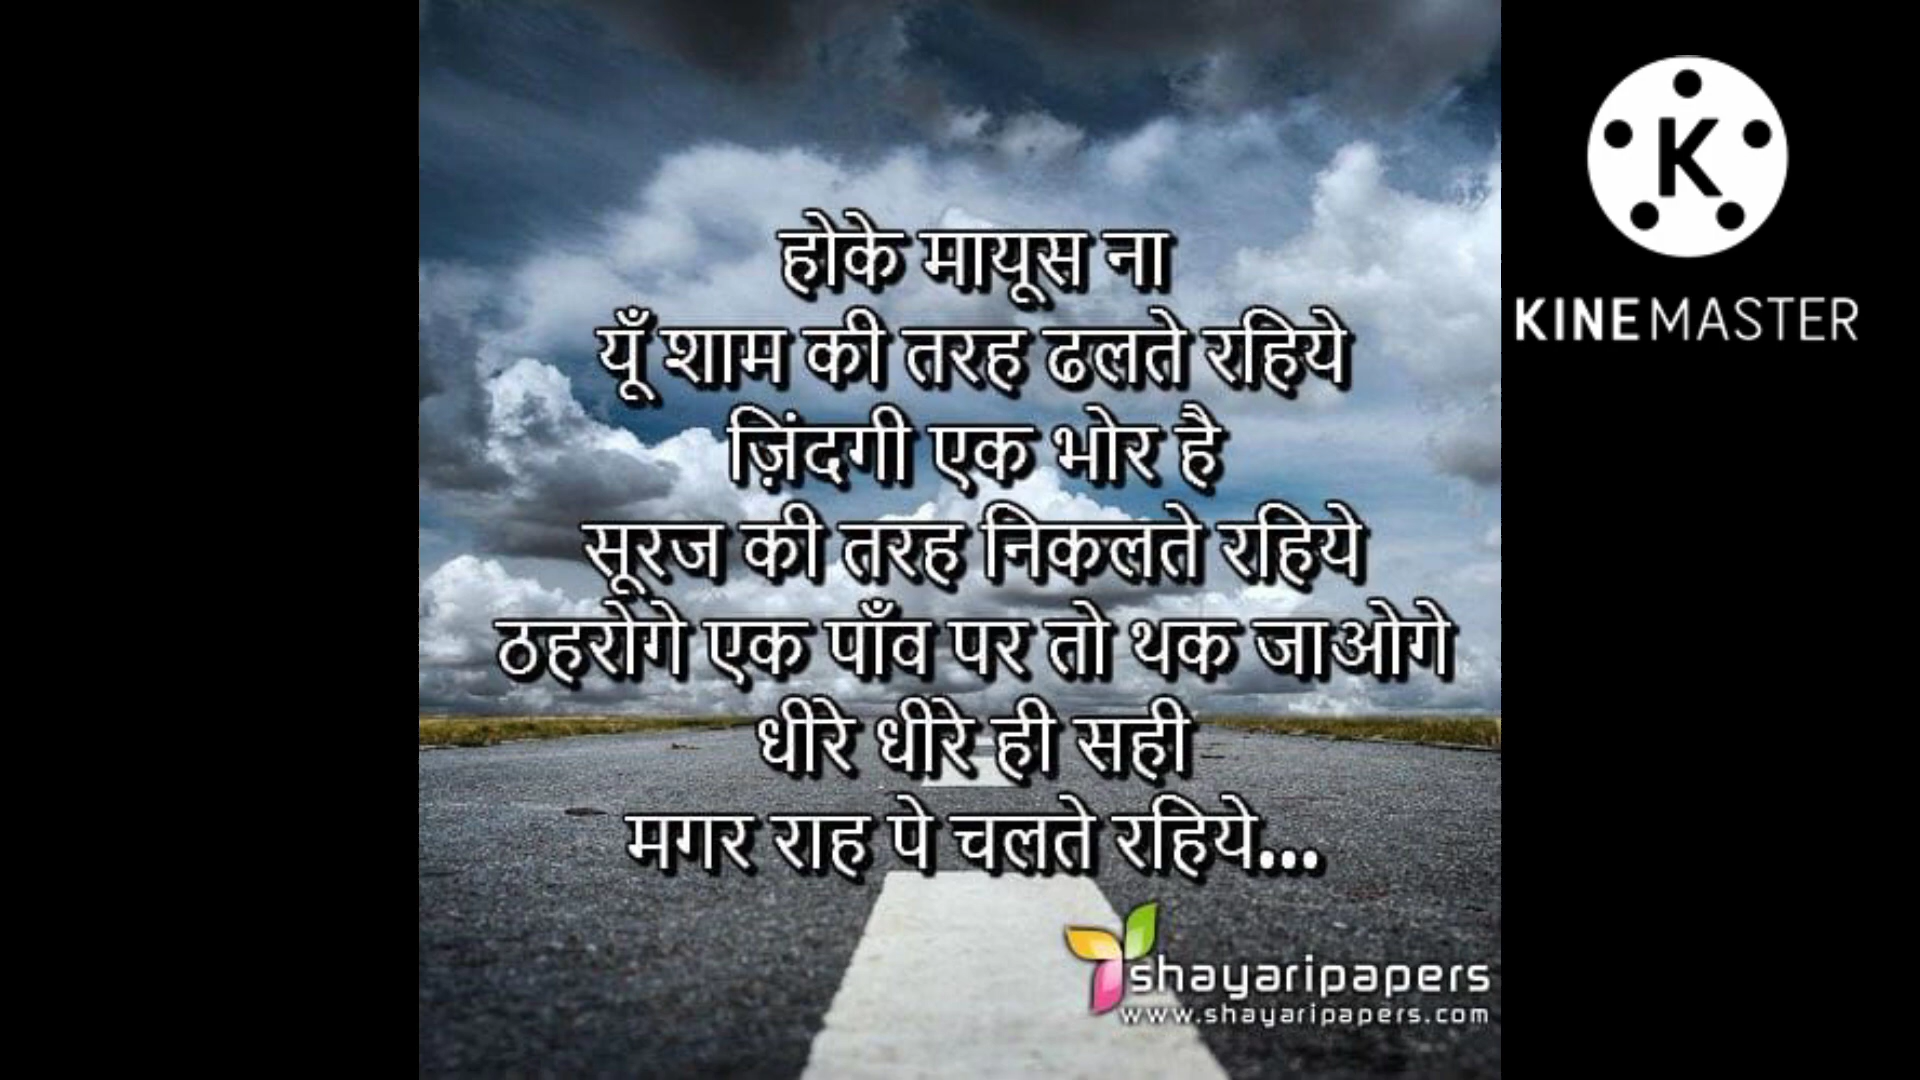 होके मायूस ना
यूँ शाम की तरह ढलते रहिये
ज़िंदगी एक भोर है
सूरज की तरह निकलते रहिये
ठहरोगे एक पाँव पर तो थक जाओगे
धीरे धीरे ही सही
मगर राह पे चलते रहिये...
shayaripapers
www.shayaripapers.com
K
KINEMASTER